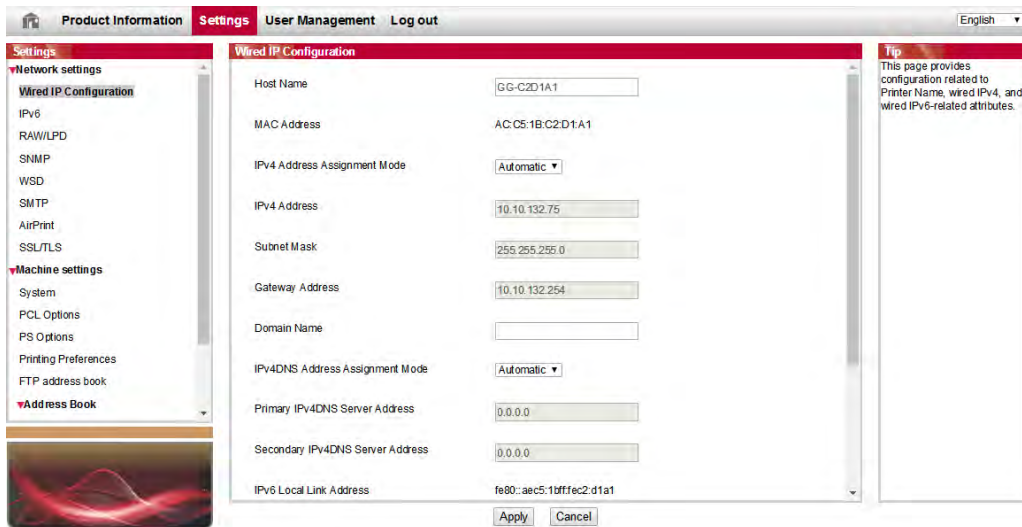 Product Information Settings User Management Log out English
Settings
Network settings
Wired IP Configuration
IPv6
RAW/LPD
SNMP
WSD
SMTP
AirPrint
SSL/TLS
Machine settings
System
PCL Options
PS Options
Printing Preferences
FTP address book
Address Book
Wired IP Configuration
Host Name GG-C2D1A1
MAC Address AC:C5:1B:C2:D1:A1
IPv4 Address Assignment Mode Automatic
IPv4 Address 10.10.132.75
Subnet Mask 255.255.255.0
Gateway Address 10.10.132.254
Domain Name
IPv4DNS Address Assignment Mode Automatic
Primary IPv4DNS Server Address 0.0.0.0
Secondary IPv4DNS Server Address 0.0.0.0
IPv6 Local Link Address fe80::aec5:1bff:fec2:d1a1
Apply Cancel
Tip
This page provides
configuration related to
Printer Name, wired IPv4, and
wired IPv6-related attributes.